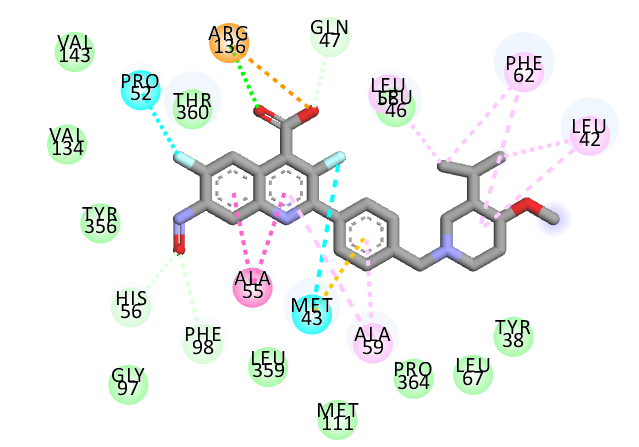 ARG
136
GLN
47
VAL
143
PRO
52
THR
360
LEU
LEU
46
PHE
62
LEU
42
VAL
134
TYR
356
ALA
55
HIS
56
PHE
98
MET
43
ALA
59
TYR
38
GLY
97
LEU
359
PRO
364
LEU
67
MET
111